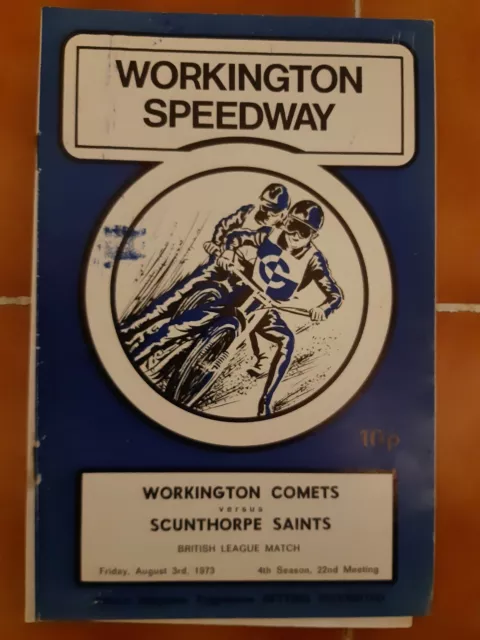 WORKINGTON
SPEEDWAY
10p
WORKINGTON COMETS
versus
SCUNTHORPE SAINTS
BRITISH LEAGUE MATCH
Friday, August 3rd, 1973 4th Season, 22nd Meeting